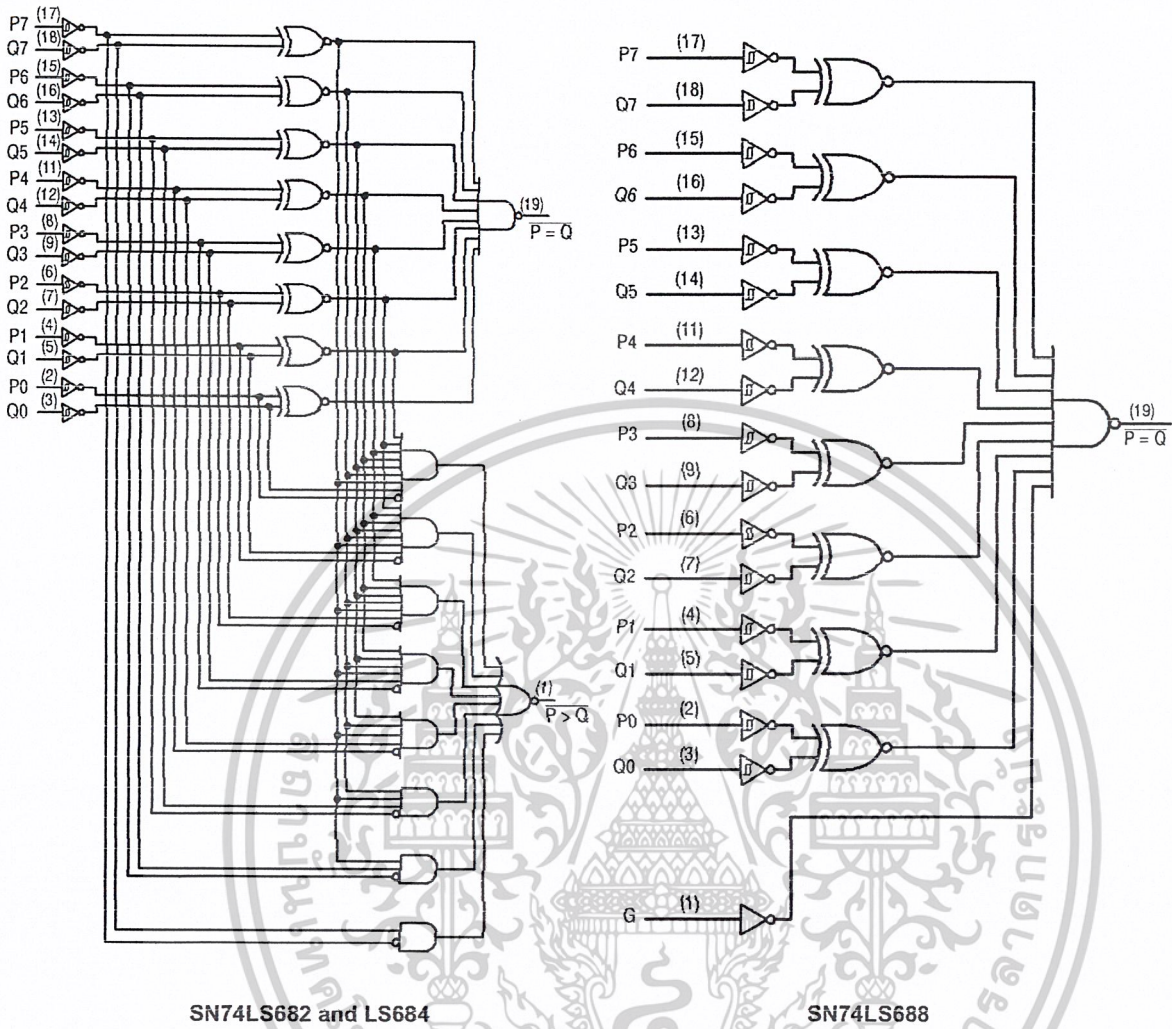 P7 (17)
Q7 (18)
P6 (15)
Q6 (16)
P5 (13)
Q5 (14)
P4 (11)
Q4 (12)
P3 (8)
Q3 (9)
P2 (6)
Q2 (7)
P1 (4)
Q1 (5)
P0 (2)
Q0 (3)
(19)
P = Q
(1)
P > Q
SN74LS682 and LS684
P7 (17)
Q7 (18)
P6 (15)
Q6 (16)
P5 (13)
Q5 (14)
P4 (11)
Q4 (12)
P3 (8)
Q3 (9)
P2 (6)
Q2 (7)
P1 (4)
Q1 (5)
P0 (2)
Q0 (3)
G (1)
(19)
P = Q
SN74LS688